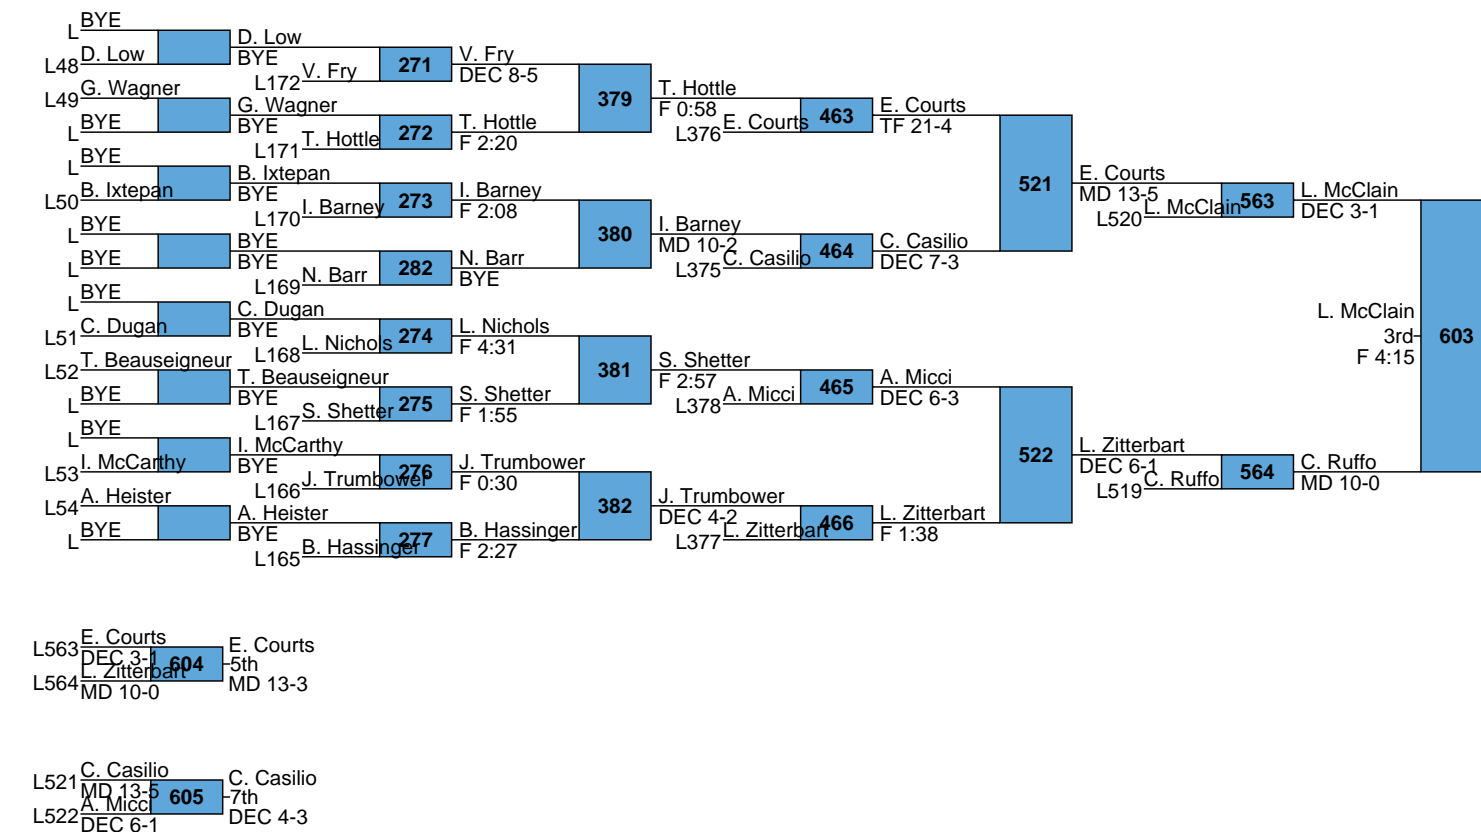 BYE
L
D. Low
L48
G. Wagner
L49
BYE
L
BYE
L
B. Ixtepan
L50
BYE
L
BYE
L
BYE
L
C. Dugan
L51
T. Beauseigneur
L52
BYE
L
BYE
L
I. McCarthy
L53
A. Heister
L54
BYE
L
D. Low
BYE
L172 V. Fry
G. Wagner
BYE
L171 T. Hottle
B. Ixtepan
BYE
L170 I. Barney
BYE
BYE
L169 N. Barr
C. Dugan
BYE
L168 L. Nichols
T. Beauseigneur
BYE
L167 S. Shetter
I. McCarthy
BYE
L166 J. Trumbower
A. Heister
BYE
L165 B. Hassinger
271
272
273
282
274
275
276
277
V. Fry
DEC 8-5
T. Hottle
F 2:20
I. Barney
F 2:08
N. Barr
BYE
L. Nichols
F 4:31
S. Shetter
F 1:55
J. Trumbower
F 0:30
B. Hassinger
F 2:27
379
380
381
382
T. Hottle
F 0:58
L376 E. Courts
I. Barney
MD 10-2
L375 C. Casilio
S. Shetter
F 2:57
L378 A. Micci
J. Trumbower
DEC 4-2
L377 L. Zitterbart
463
464
465
466
E. Courts
TF 21-4
C. Casilio
DEC 7-3
A. Micci
DEC 6-3
L. Zitterbart
F 1:38
521
522
E. Courts
MD 13-5
L520 L. McClain
L. Zitterbart
DEC 6-1
L519 C. Ruffo
563
564
L. McClain
DEC 3-1
C. Ruffo
MD 10-0
L. McClain
3rd
F 4:15
603
L563 E. Courts
DEC 3-1
L564 L. Zitterbart
MD 10-0
604
E. Courts
5th
MD 13-3
L521 C. Casilio
MD 13-5
L522 A. Micci
DEC 6-1
605
C. Casilio
7th
DEC 4-3